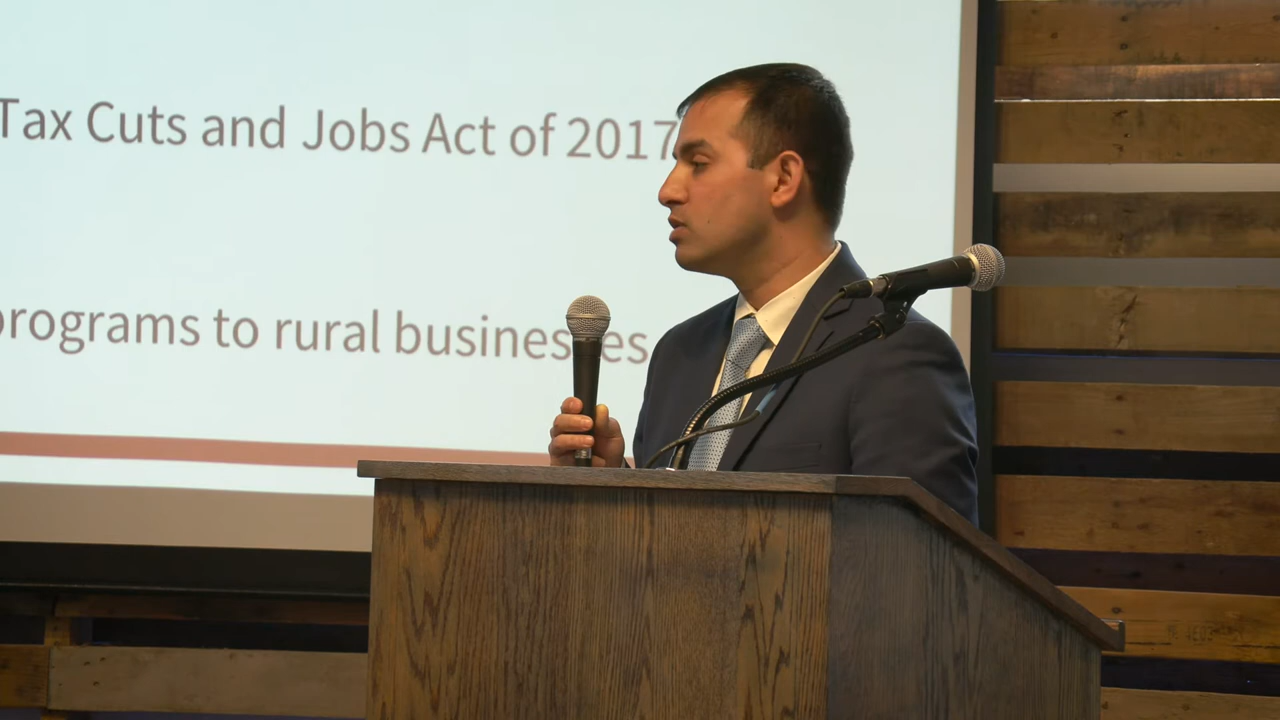 Tax Cuts and Jobs Act of 2017
programs to rural businesses